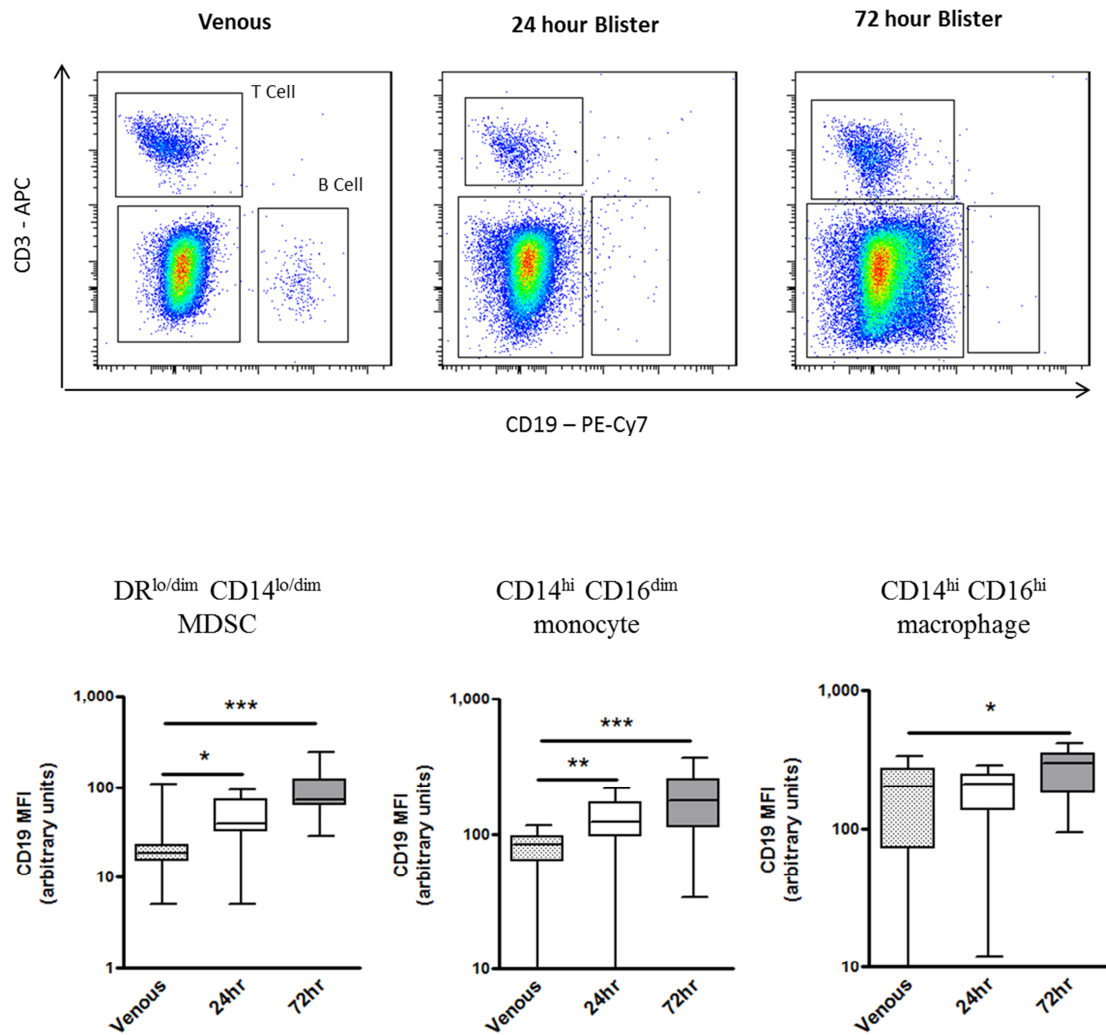 Venous
24 hour Blister
72 hour Blister
T Cell
B Cell
CD3 - APC
CD19 – PE-Cy7
DR^lo/dim CD14^lo/dim
MDSC
CD14^hi CD16^dim
monocyte
CD14^hi CD16^hi
macrophage
CD19 MFI
(arbitrary units)
1,000
100
10
1
***
*
Venous
24hr
72hr
CD19 MFI
(arbitrary units)
1,000
100
10
***
**
Venous
24hr
72hr
CD19 MFI
(arbitrary units)
1,000
100
10
*
Venous
24hr
72hr